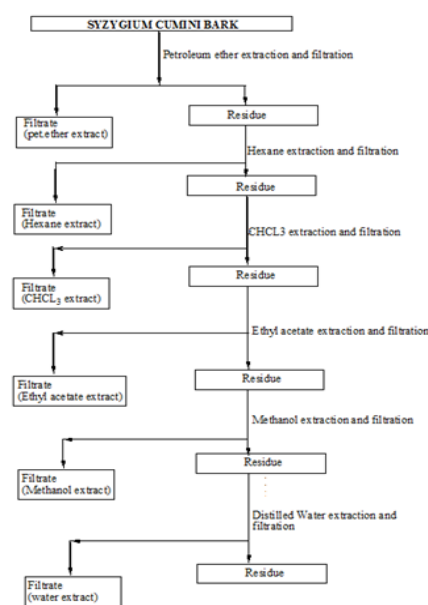 SYZYGIUM CUMINI BARK
Petroleum ether extraction and filtration
Filtrate
(pet.ether extract)
Residue
Hexane extraction and filtration
Residue
Filtrate
(Hexane extract)
CHCL3 extraction and filtration
Residue
Filtrate
(CHCL3 extract)
Ethyl acetate extraction and filtration
Filtrate
(Ethyl acetate extract)
Residue
Methanol extraction and filtration
Residue
Filtrate
(Methanol extract)
Distilled Water extraction and
filtration
Residue
Filtrate
(water extract)